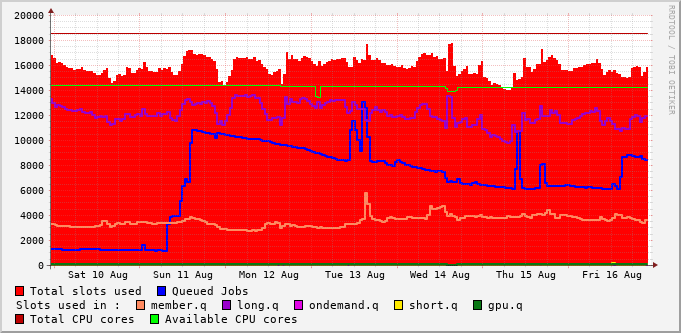 20000
18000
16000
14000
12000
10000
8000
6000
4000
2000
0
Sat 10 Aug Sun 11 Aug Mon 12 Aug Tue 13 Aug Wed 14 Aug Thu 15 Aug Fri 16 Aug
Total slots used Queued Jobs
Slots used in : member.q long.q ondemand.q short.q gpu.q
Total CPU cores Available CPU cores
RRDTOOL / TOBI OETIKER